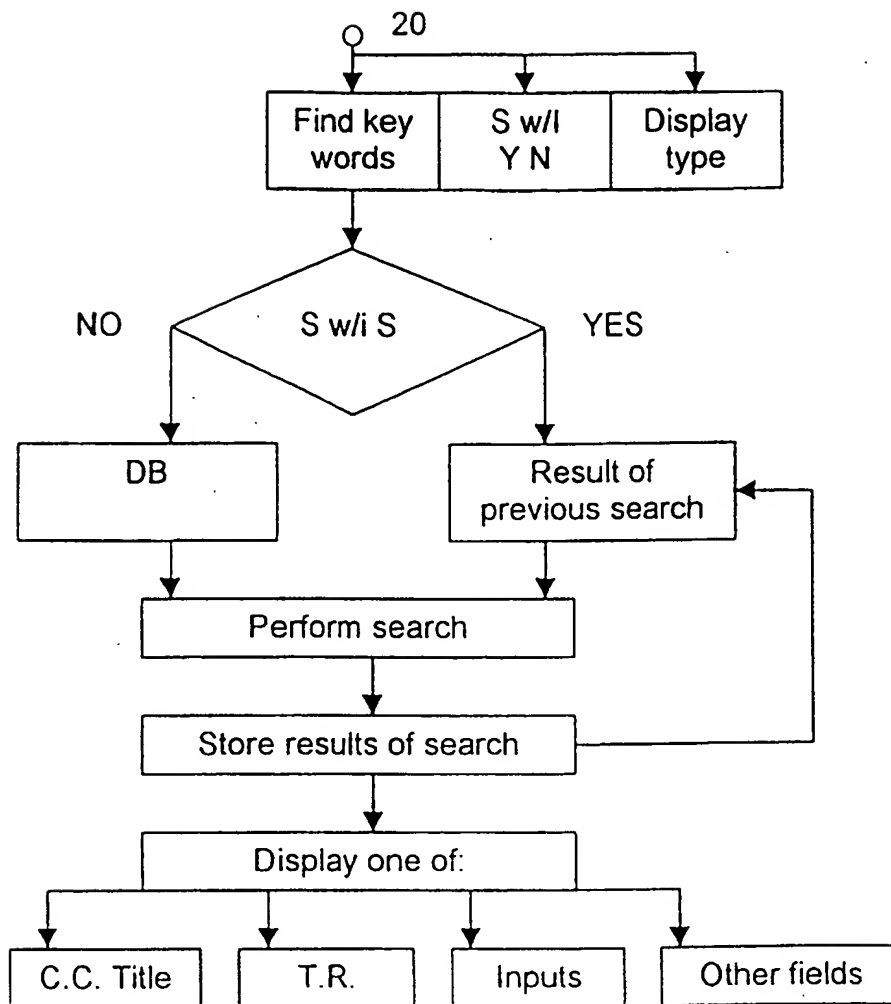 20
Find key
words
S w/I
Y N
Display
type
NO
S w/i S
YES
DB
Result of
previous search
Perform search
Store results of search
Display one of:
C.C. Title
T.R.
Inputs
Other fields